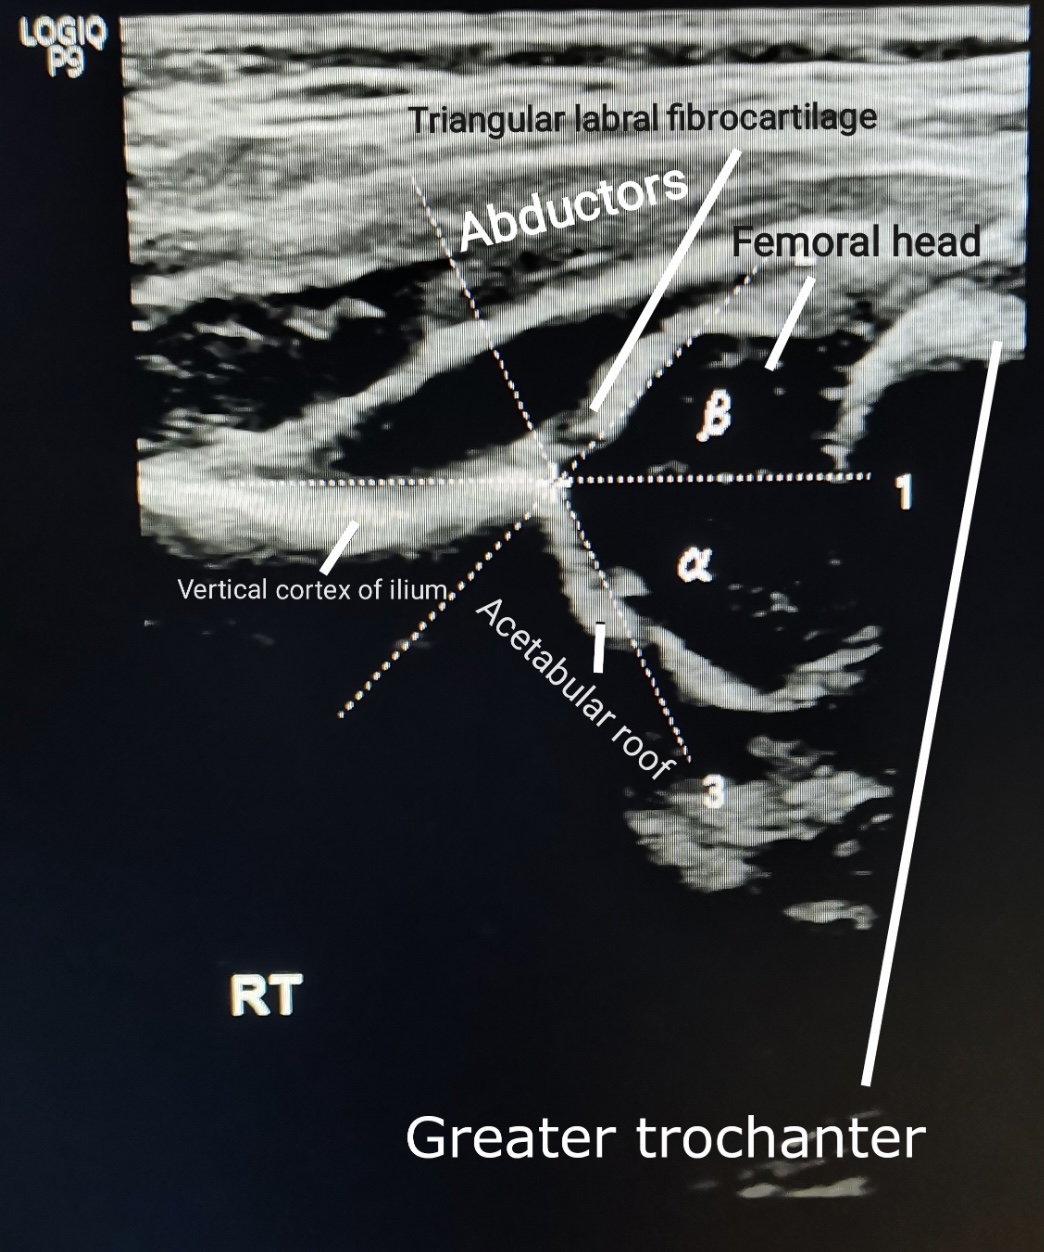 LOGIQ
P9
Triangular labral fibrocartilage
Abductors
Femoral head
β
1
α
Vertical cortex of ilium
Acetabular roof
3
RT
Greater trochanter